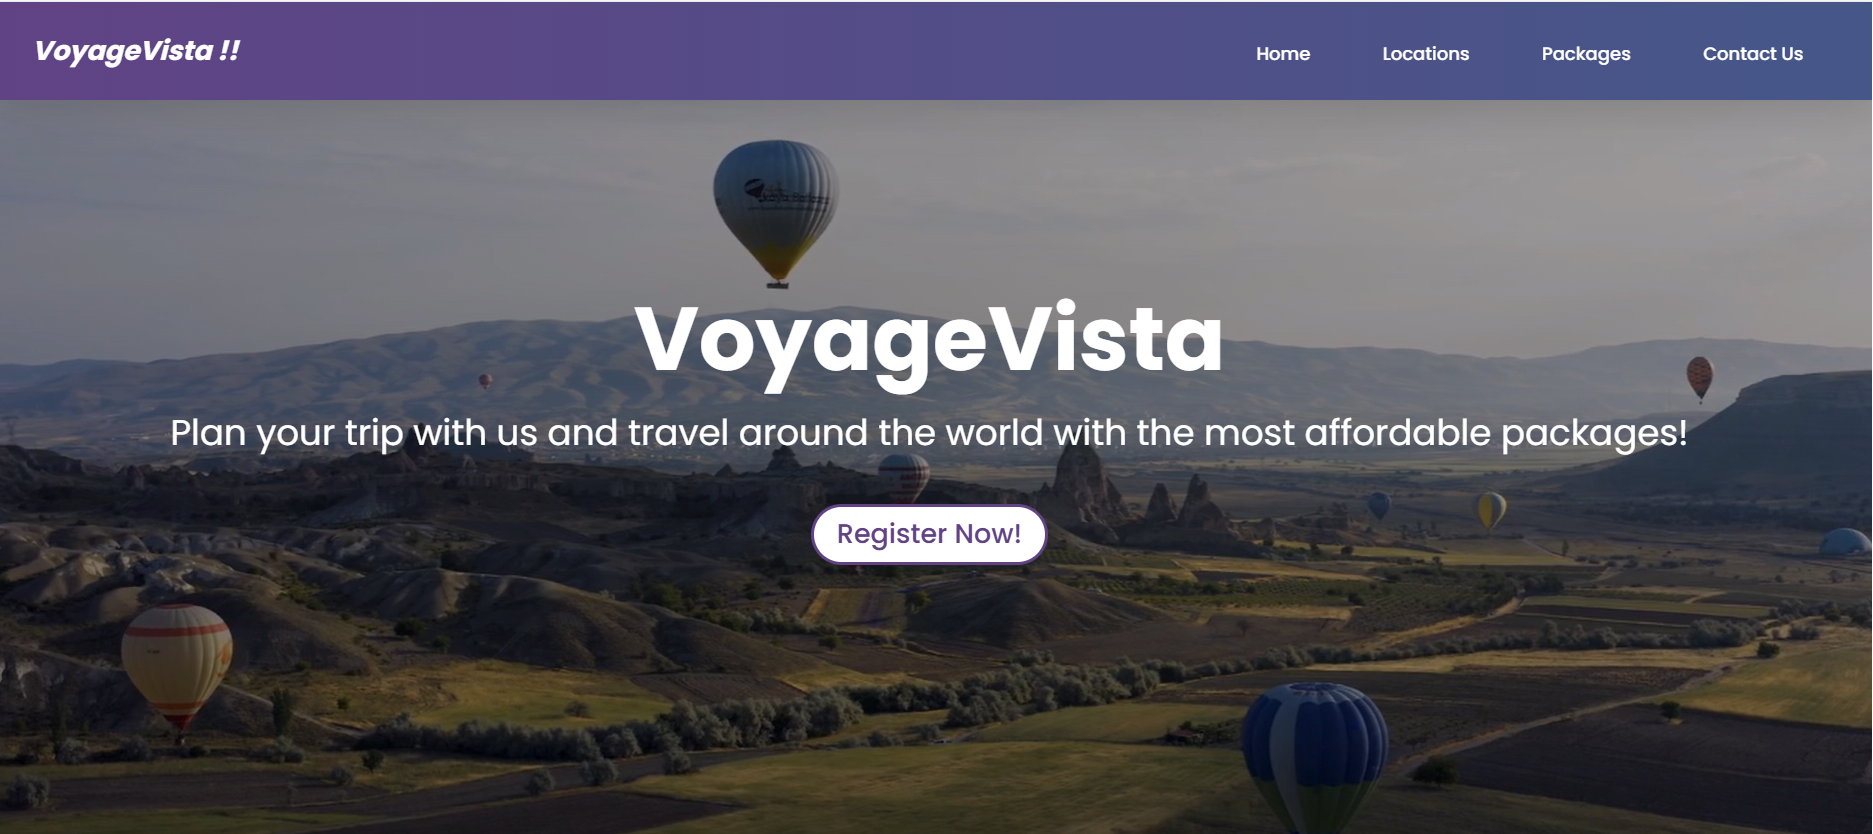 VoyageVista !!
Home
Locations
Packages
Contact Us
VoyageVista
Plan your trip with us and travel around the world with the most affordable packages!
Register Now!